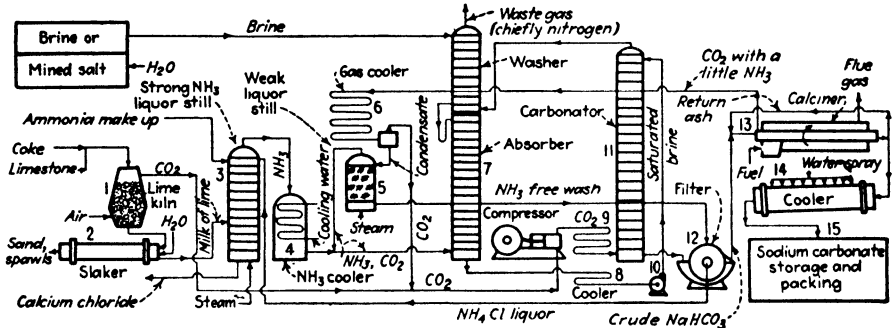 Waste gas
(chiefly nitrogen)
Brine or
Mined salt
H₂O
Brine
Washer
CO₂ with a
little NH₃
Flue
gas
Gas cooler
Weak
liquor
still
Strong NH₃
liquor still
Ammonia make up
Return
ash
Calciner
Carbonator
Saturated
brine
Condensate
Absorber
Coke
Limestone
CO₂
Lime
kiln
Air
H₂O
Milk of lime
NH₃
Cooling water
Steam
CO₂
NH₃ free wash
Filter
Fuel
Water spray
Cooler
Compressor
CO₂
Sand,
spawls
Slaker
Calcium chloride
Steam
NH₃ cooler
NH₃, CO₂
CO₂
Cooler
NH₄ Cl liquor
Crude NaHCO₃
Sodium carbonate
storage and
packing
1
2
3
4
5
6
7
8
9
10
11
12
13
14
15